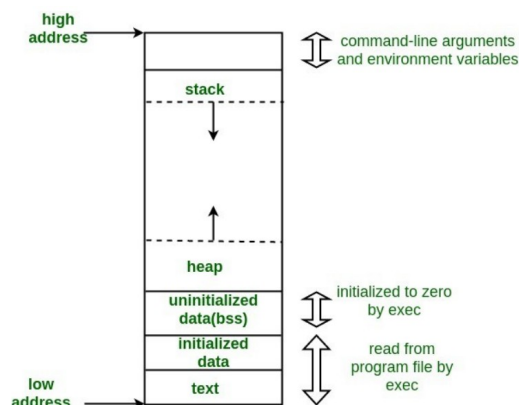 high
address
command-line arguments
and environment variables
stack
heap
uninitialized
data(bss)
initialized to zero
by exec
initialized
data
read from
program file by
exec
text
low
address